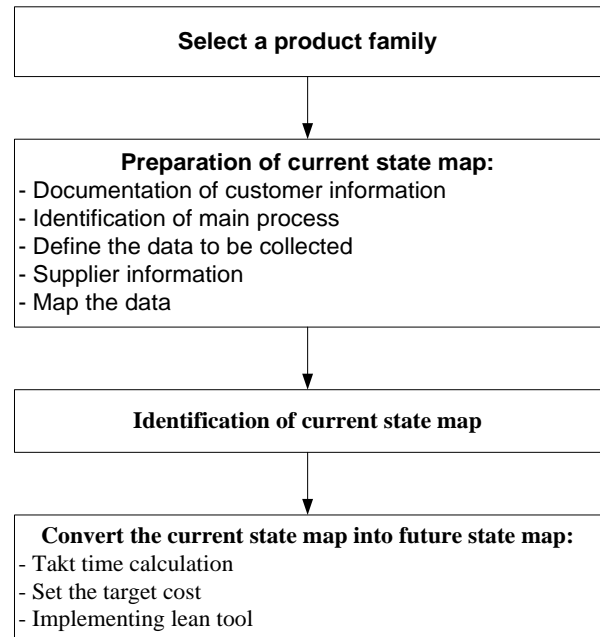 Select a product family
Preparation of current state map:
- Documentation of customer information
- Identification of main process
- Define the data to be collected
- Supplier information
- Map the data
Identification of current state map
Convert the current state map into future state map:
- Takt time calculation
- Set the target cost
- Implementing lean tool